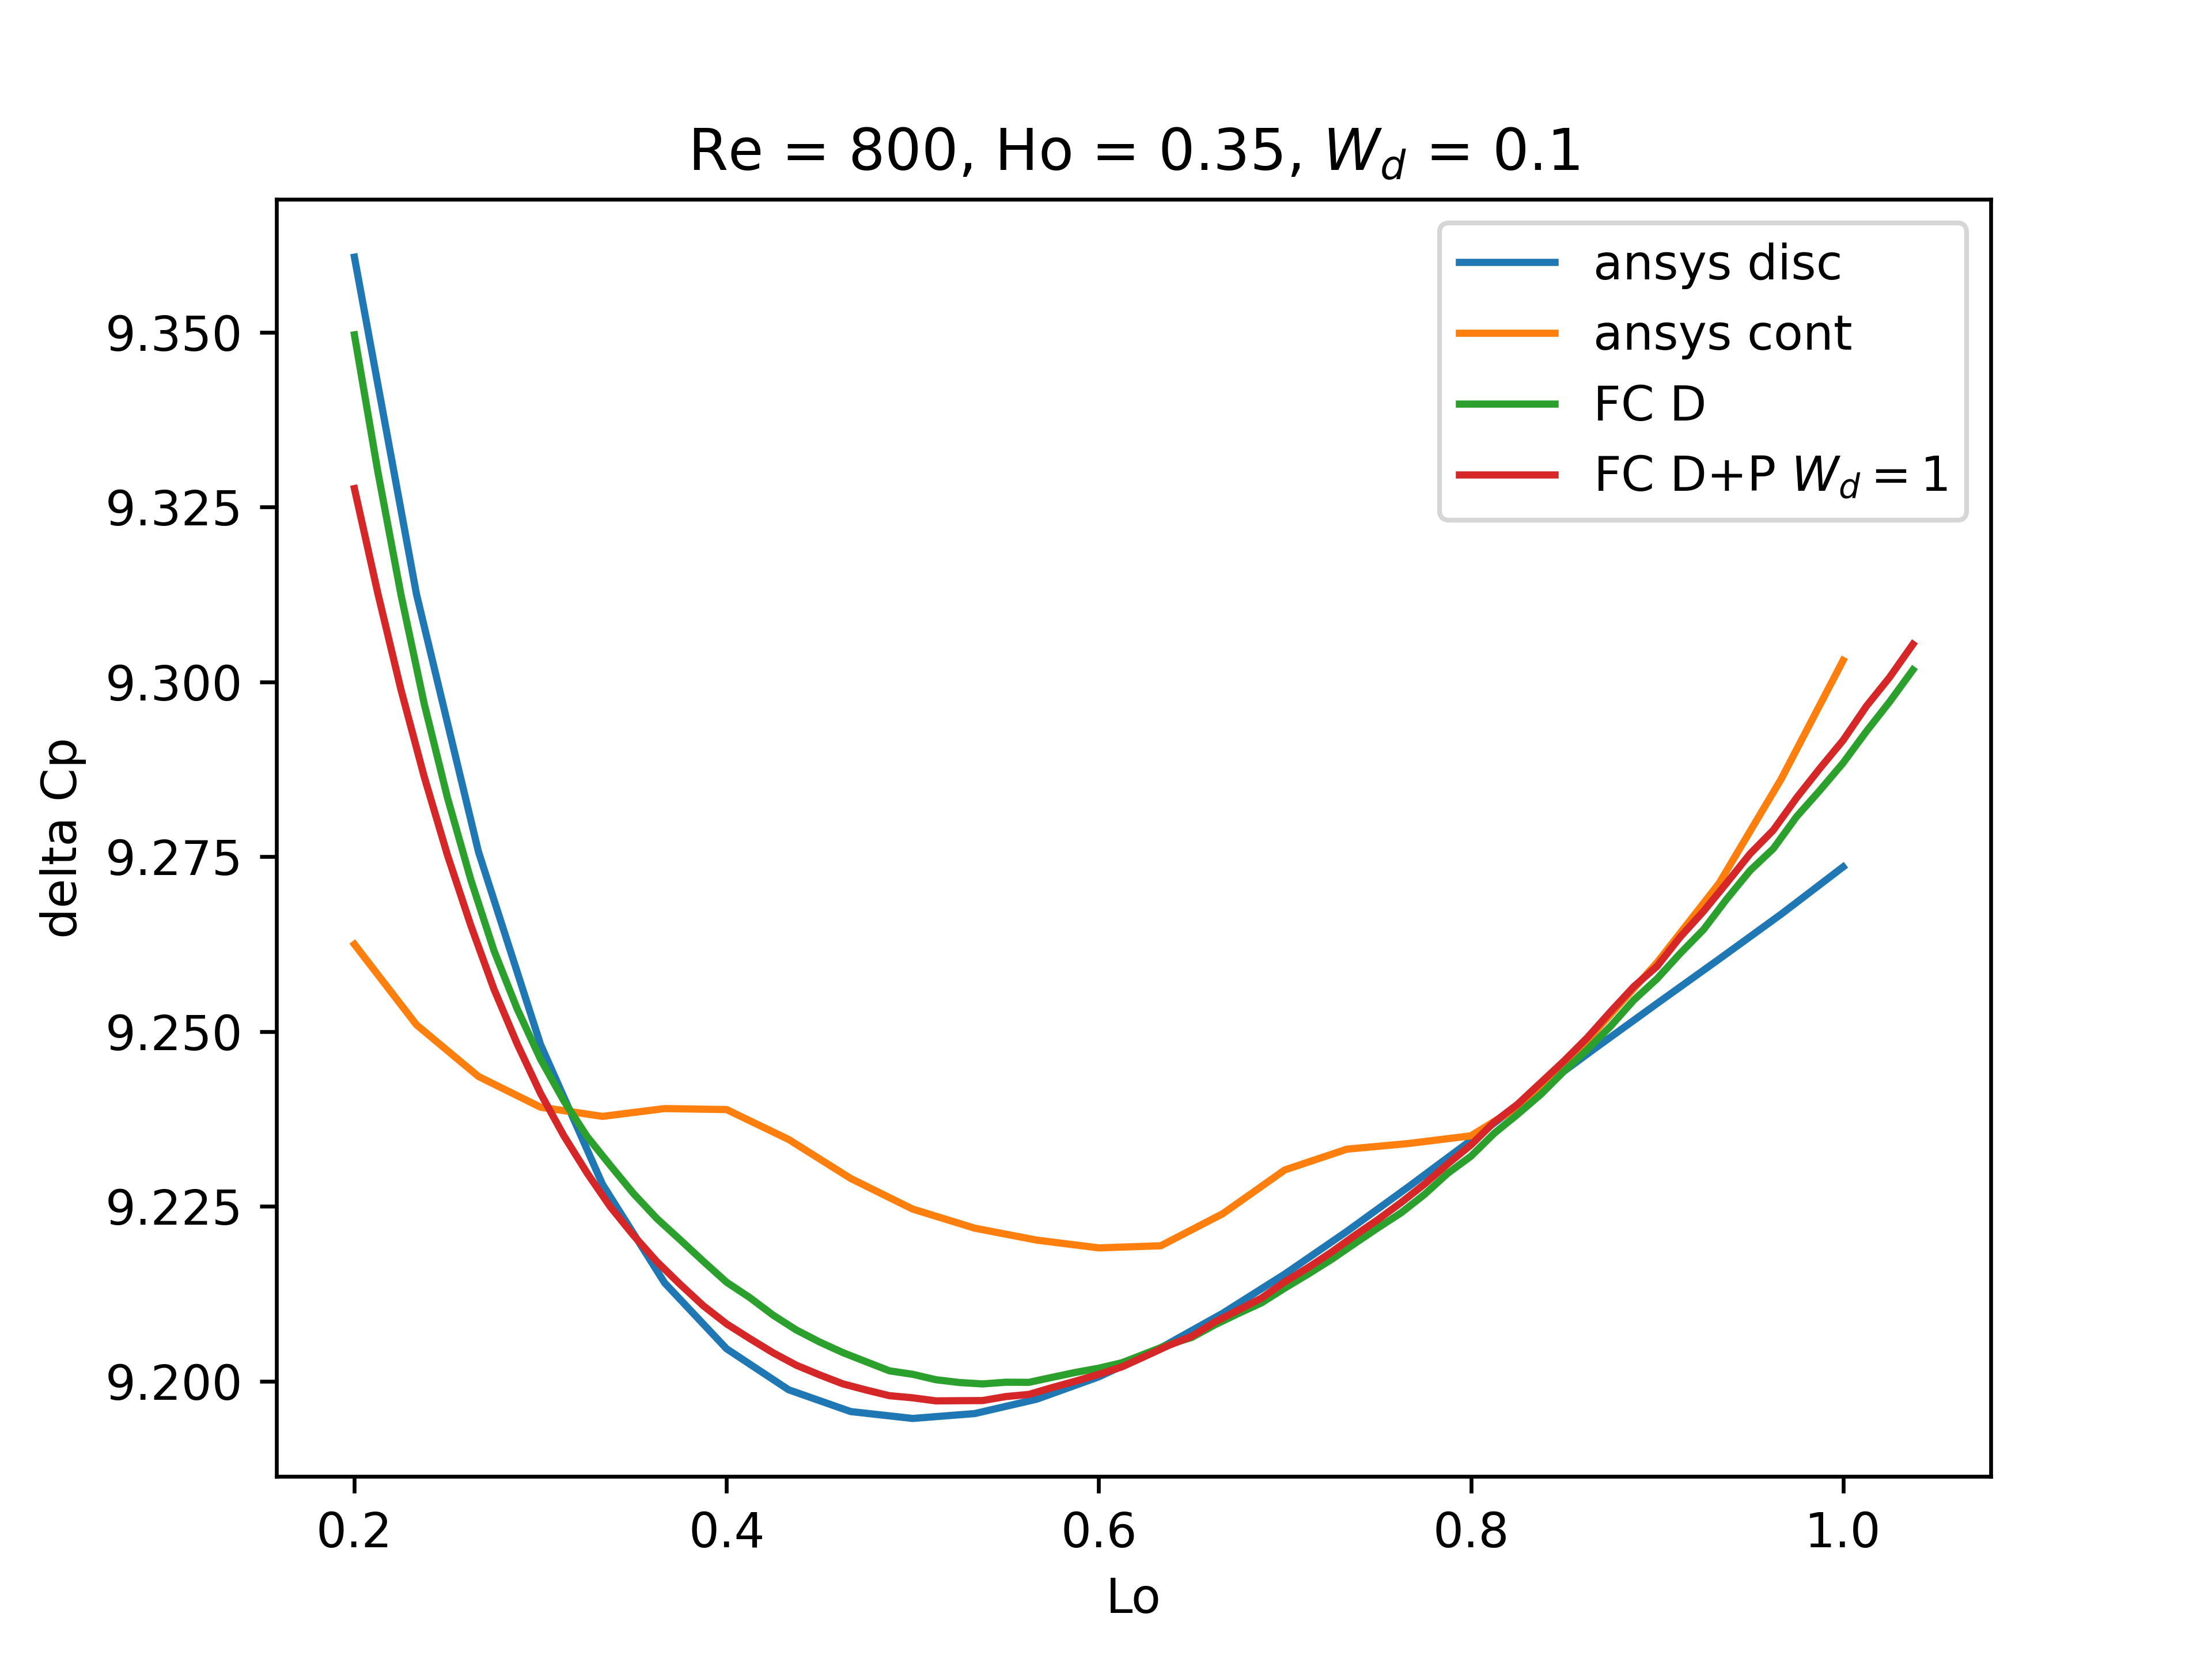 Re = 800, Ho = 0.35, W_d = 0.1
ansys disc
ansys cont
FC D
FC D+P W_d = 1
9.350
9.325
9.300
9.275
9.250
9.225
9.200
delta Cp
0.2 0.4 0.6 0.8 1.0
Lo